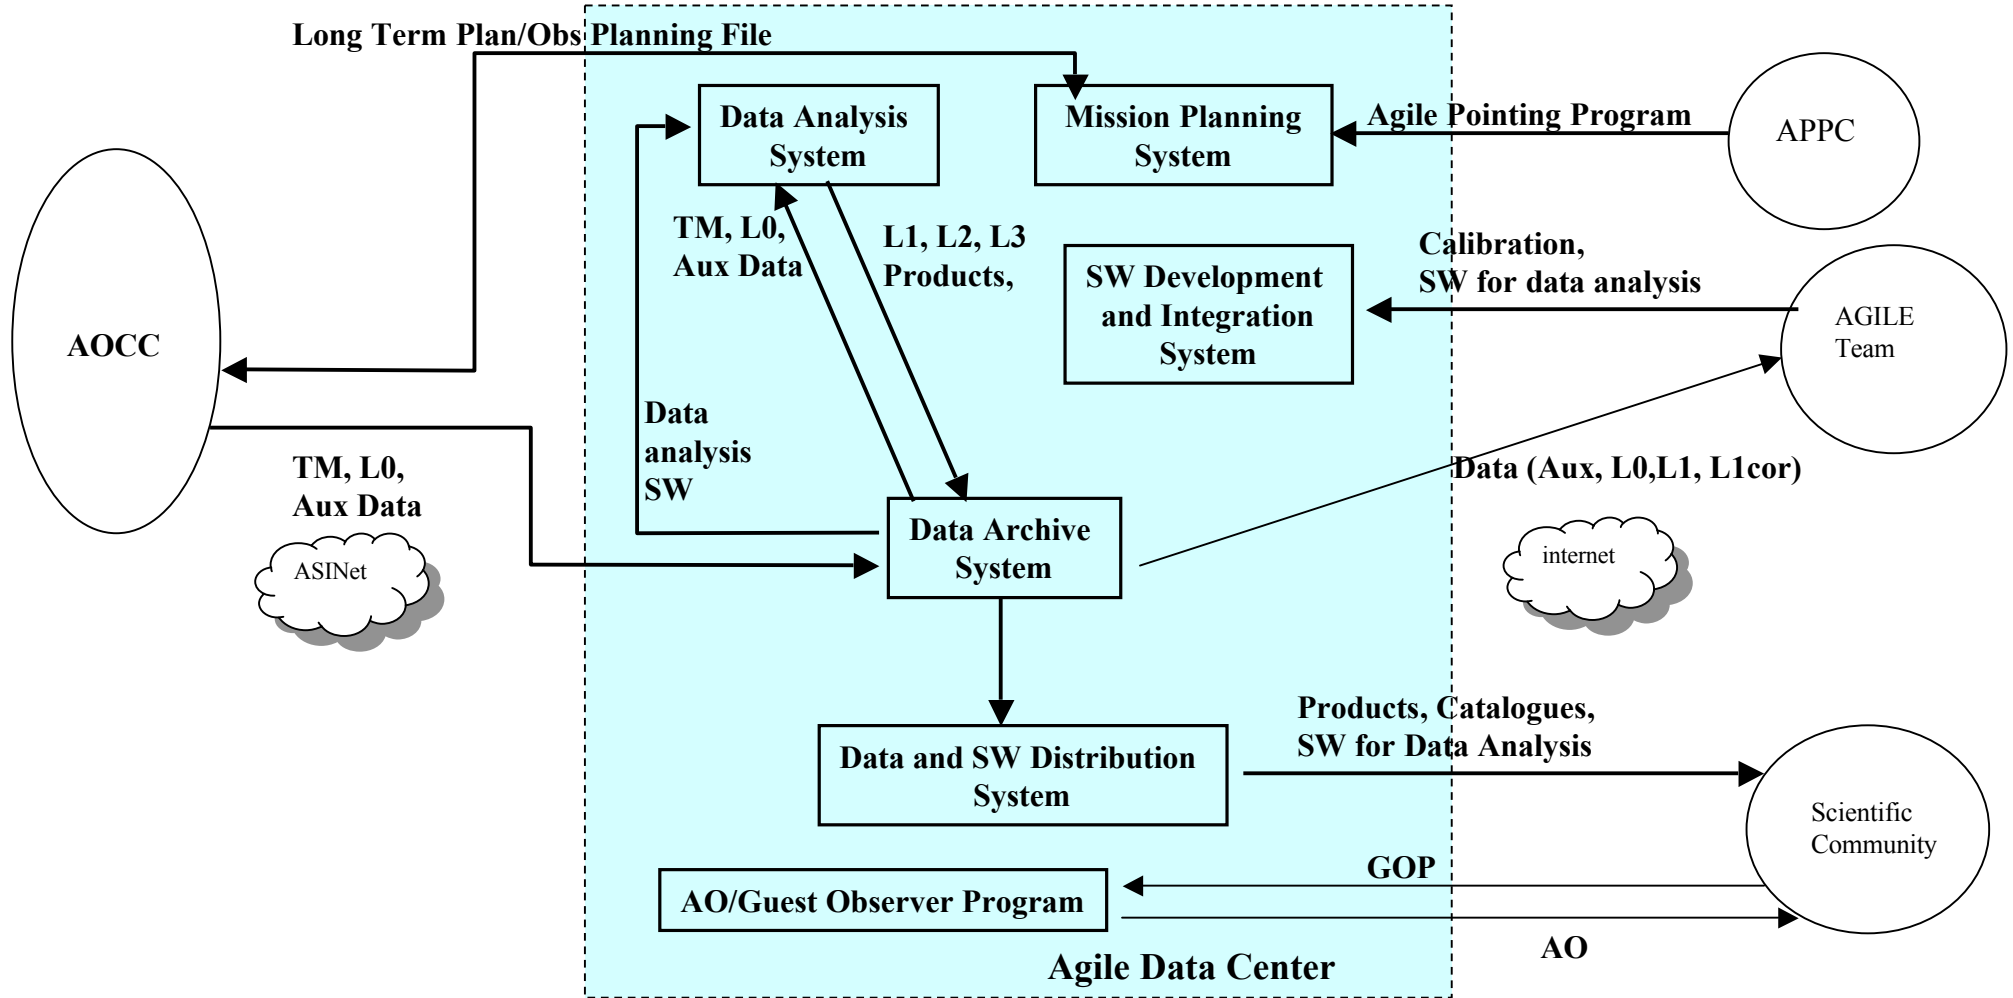 Long Term Plan/Obs Planning File
Data Analysis
System
Mission Planning
System
Agile Pointing Program
APPC
TM, L0,
Aux Data
L1, L2, L3
Products,
SW Development
and Integration
System
Calibration,
SW for data analysis
AGILE
Team
AOCC
Data
analysis
SW
TM, L0,
Aux Data
ASINet
Data (Aux, L0,L1, L1cor)
internet
Data Archive
System
Products, Catalogues,
SW for Data Analysis
Data and SW Distribution
System
Scientific
Community
GOP
AO/Guest Observer Program
AO
Agile Data Center